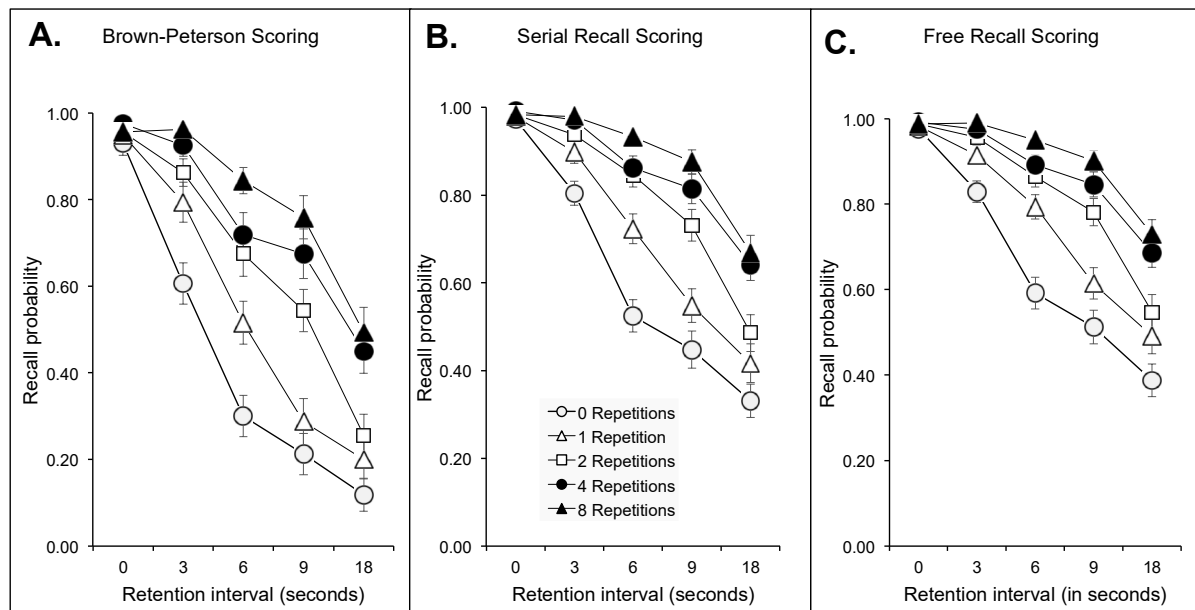 A. Brown-Peterson Scoring
Recall probability
1.00
0.80
0.60
0.40
0.20
0.00
0 3 6 9 18
Retention interval (seconds)
B. Serial Recall Scoring
Recall probability
1.00
0.80
0.60
0.40
0.20
0.00
0 Repetitions
1 Repetition
2 Repetitions
4 Repetitions
8 Repetitions
0 3 6 9 18
Retention interval (seconds)
C. Free Recall Scoring
Recall probability
1.00
0.80
0.60
0.40
0.20
0.00
0 3 6 9 18
Retention interval (in seconds)